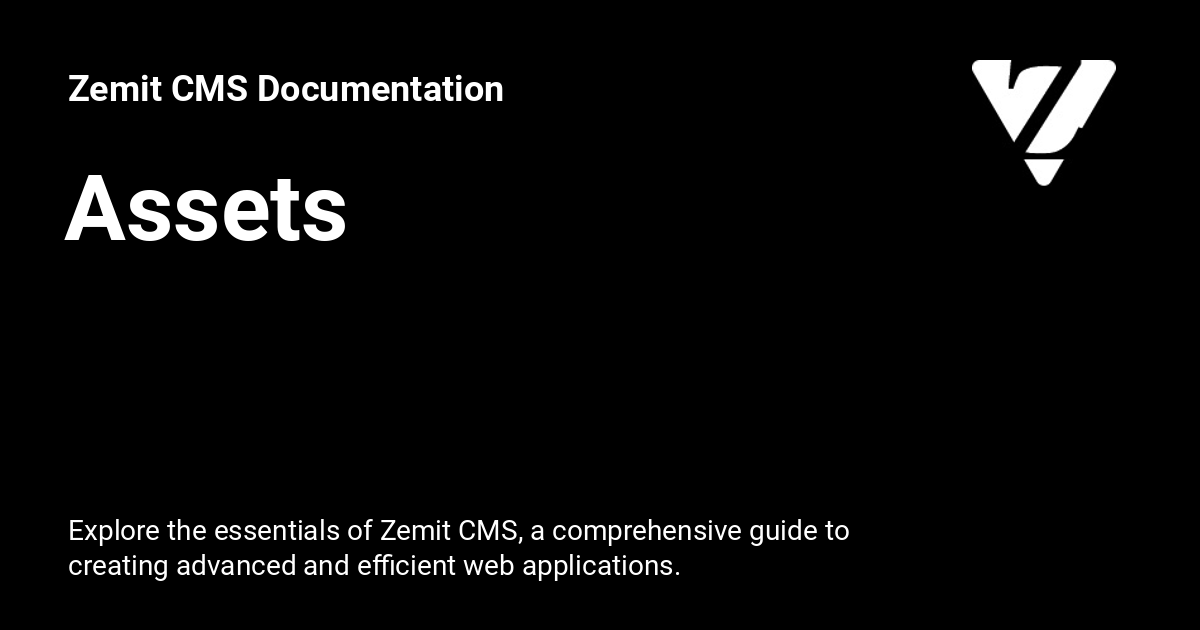 Zemit CMS Documentation
Assets
Explore the essentials of Zemit CMS, a comprehensive guide to
creating advanced and efficient web applications.